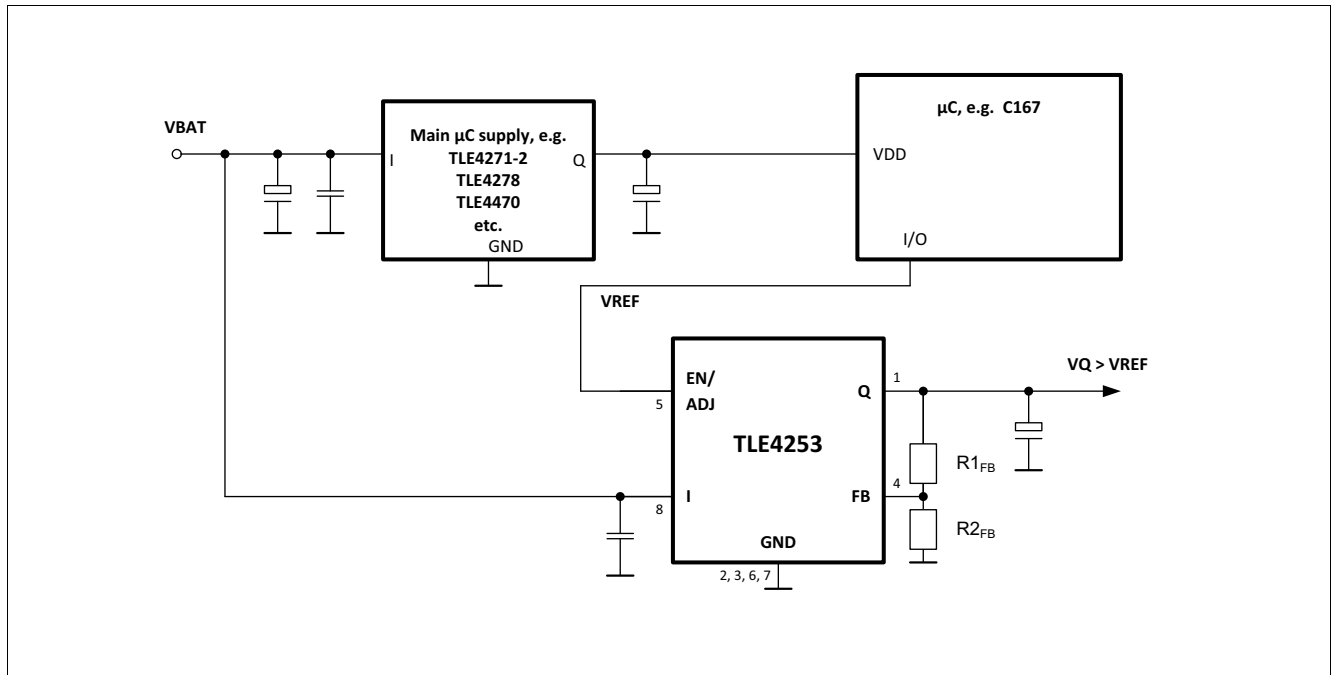 VBAT
I
Main µC supply, e.g.
TLE4271-2
TLE4278
TLE4470
etc.
GND
Q
µC, e.g. C167
VDD
I/O
VREF
EN/
ADJ
5
Q
1
VQ > VREF
TLE4253
R1FB
I
8
FB
4
R2FB
GND
2, 3, 6, 7